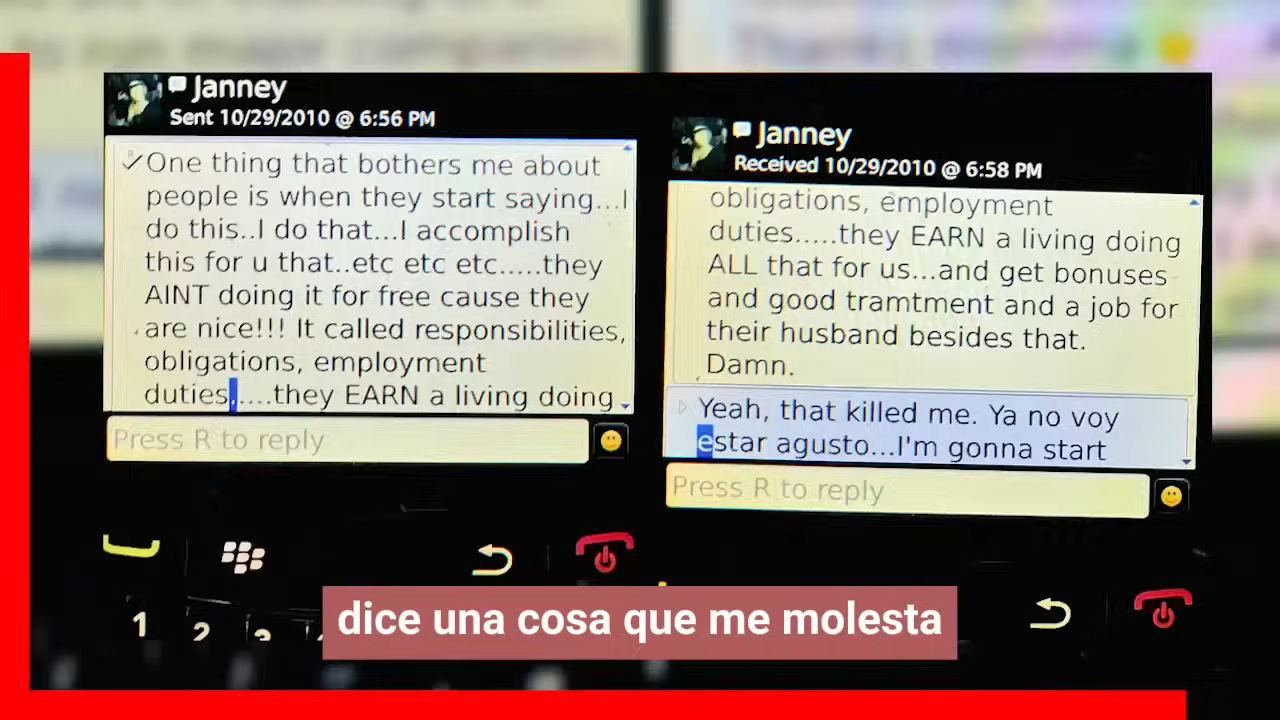 Janney
Sent 10/29/2010 @ 6:56 PM
One thing that bothers me about
people is when they start saying...I
do this..I do that...I accomplish
this for u that..etc etc etc.....they
AINT doing it for free cause they
are nice!!! It called responsibilities,
obligations, employment
duties.....they EARN a living doing
Press R to reply
Janney
Received 10/29/2010 @ 6:58 PM
obligations, employment
duties.....they EARN a living doing
ALL that for us...and get bonuses
and good tramtment and a job for
their husband besides that.
Damn.
Yeah, that killed me. Ya no voy
estar agusto...I'm gonna start
Press R to reply
1 2
dice una cosa que me molesta